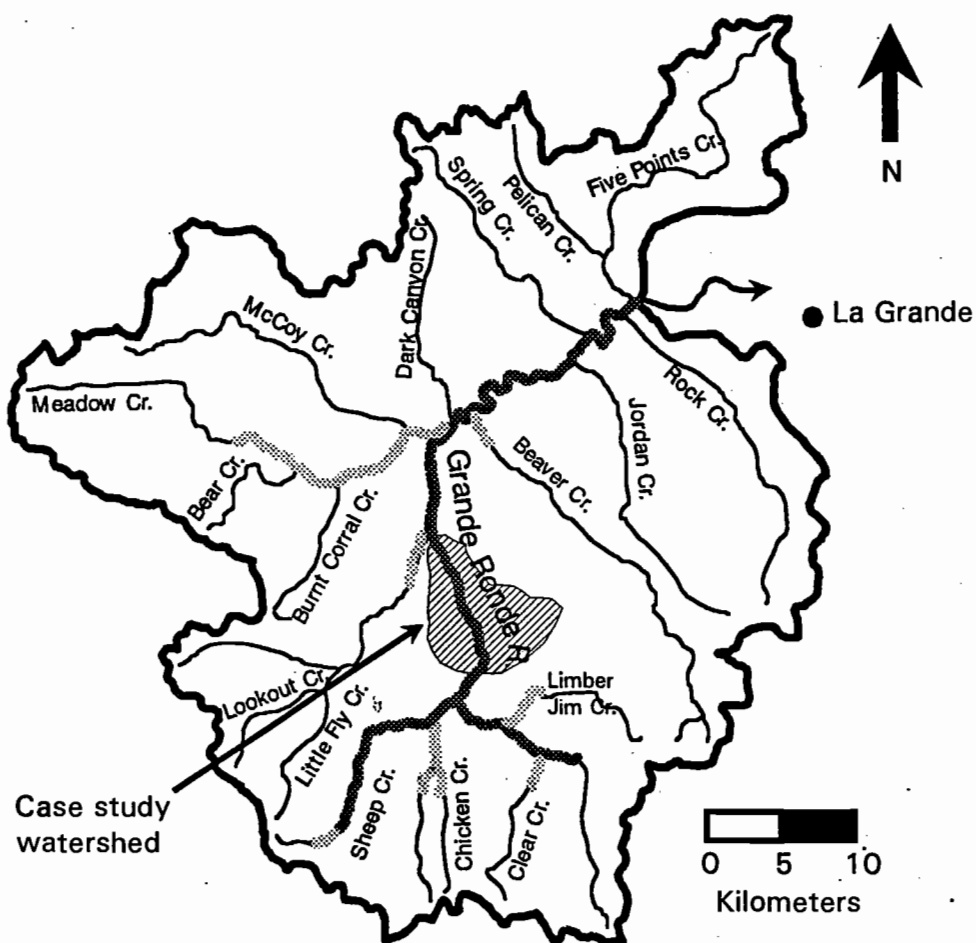 Five Points Cr.
Spring Cr.
Pelican Cr.
N
Dark Canyon Cr.
McCoy Cr.
La Grande
Meadow Cr.
Rock Cr.
Jordan Cr.
Beaver Cr.
Grande Ronde R.
Bear Cr.
Burnt Corral Cr.
Lookout Cr.
Little Fly Cr.
Limber
Jim Cr.
Case study
watershed
Sheep Cr.
Chicken Cr.
Clear Cr.
0 5 10
Kilometers